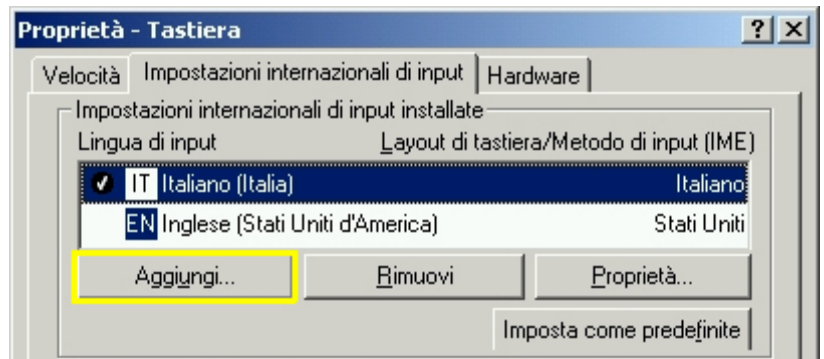 Proprietà - Tastiera ? ×
Velocità Impostazioni internazionali di input Hardware
Impostazioni internazionali di input installate
Lingua di input Layout di tastiera/Metodo di input (IME)
IT Italiano (Italia) Italiano
EN Inglese (Stati Uniti d'America) Stati Uniti
Aggiungi... Rimuovi Proprietà...
Imposta come predefinite